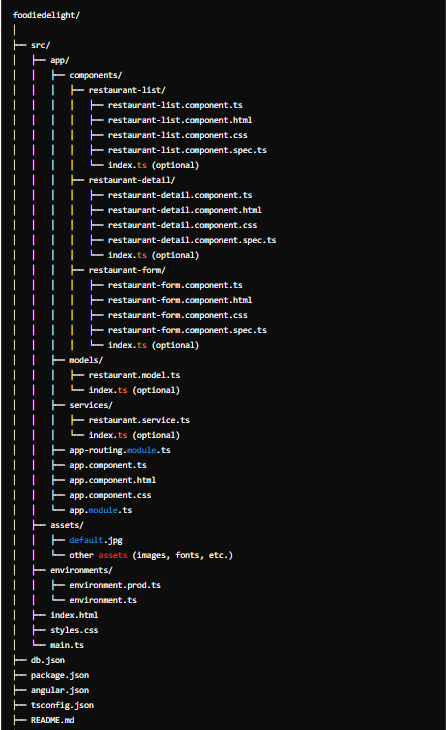 foodiedelight/
│
├── src/
│   ├── app/
│   │   ├── components/
│   │   │   ├── restaurant-list/
│   │   │   │   ├── restaurant-list.component.ts
│   │   │   │   ├── restaurant-list.component.html
│   │   │   │   ├── restaurant-list.component.css
│   │   │   │   ├── restaurant-list.component.spec.ts
│   │   │   │   └── index.ts (optional)
│   │   │   ├── restaurant-detail/
│   │   │   │   ├── restaurant-detail.component.ts
│   │   │   │   ├── restaurant-detail.component.html
│   │   │   │   ├── restaurant-detail.component.css
│   │   │   │   ├── restaurant-detail.component.spec.ts
│   │   │   │   └── index.ts (optional)
│   │   │   ├── restaurant-form/
│   │   │   │   ├── restaurant-form.component.ts
│   │   │   │   ├── restaurant-form.component.html
│   │   │   │   ├── restaurant-form.component.css
│   │   │   │   ├── restaurant-form.component.spec.ts
│   │   │   │   └── index.ts (optional)
│   │   ├── models/
│   │   │   ├── restaurant.model.ts
│   │   │   └── index.ts (optional)
│   │   ├── services/
│   │   │   ├── restaurant.service.ts
│   │   │   └── index.ts (optional)
│   │   ├── app-routing.module.ts
│   │   ├── app.component.ts
│   │   ├── app.component.html
│   │   ├── app.component.css
│   │   └── app.module.ts
│   ├── assets/
│   │   ├── default.jpg
│   │   └── other assets (images, fonts, etc.)
│   ├── environments/
│   │   ├── environment.prod.ts
│   │   └── environment.ts
│   ├── index.html
│   ├── styles.css
│   └── main.ts
├── db.json
├── package.json
├── angular.json
├── tsconfig.json
├── README.md